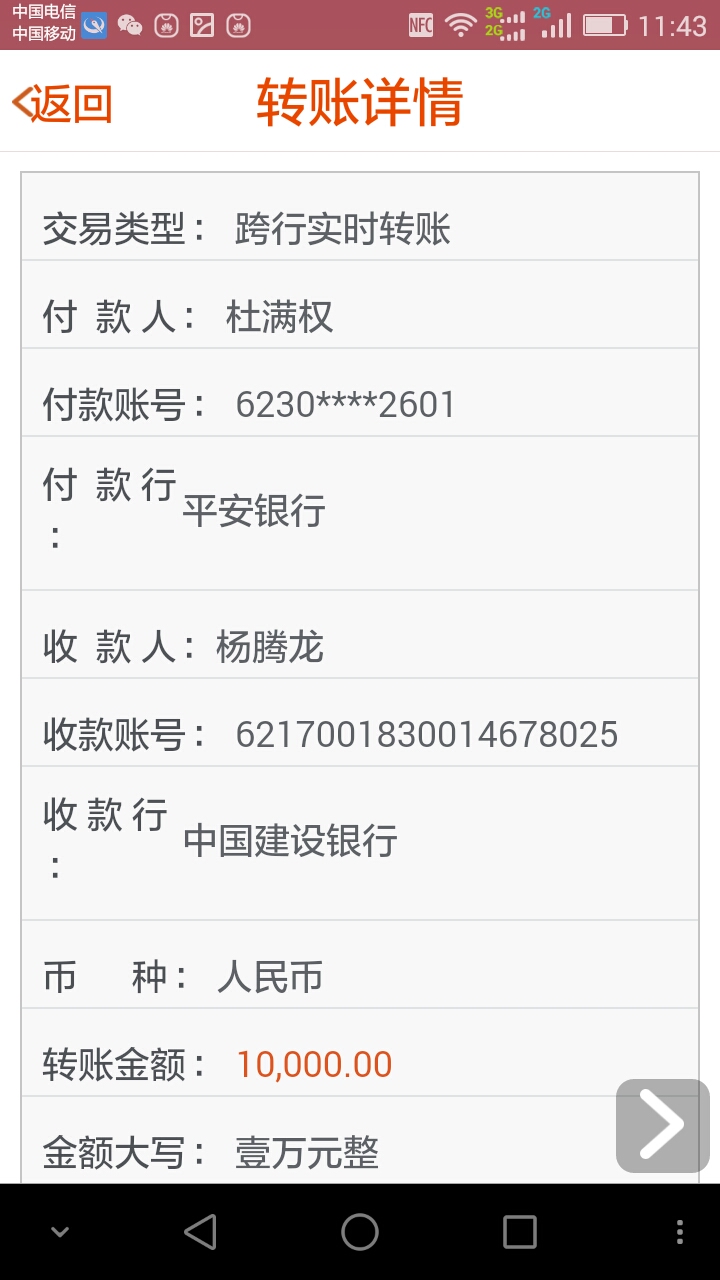 中国电信
中国移动
NFC 3G 2G 2G 11:43
返回 转账详情
交易类型： 跨行实时转账
付 款 人： 杜满权
付款账号： 6230****2601
付 款 行
： 平安银行
收 款 人： 杨腾龙
收款账号： 6217001830014678025
收 款 行
： 中国建设银行
币 种： 人民币
转账金额： 10,000.00
金额大写： 壹万元整